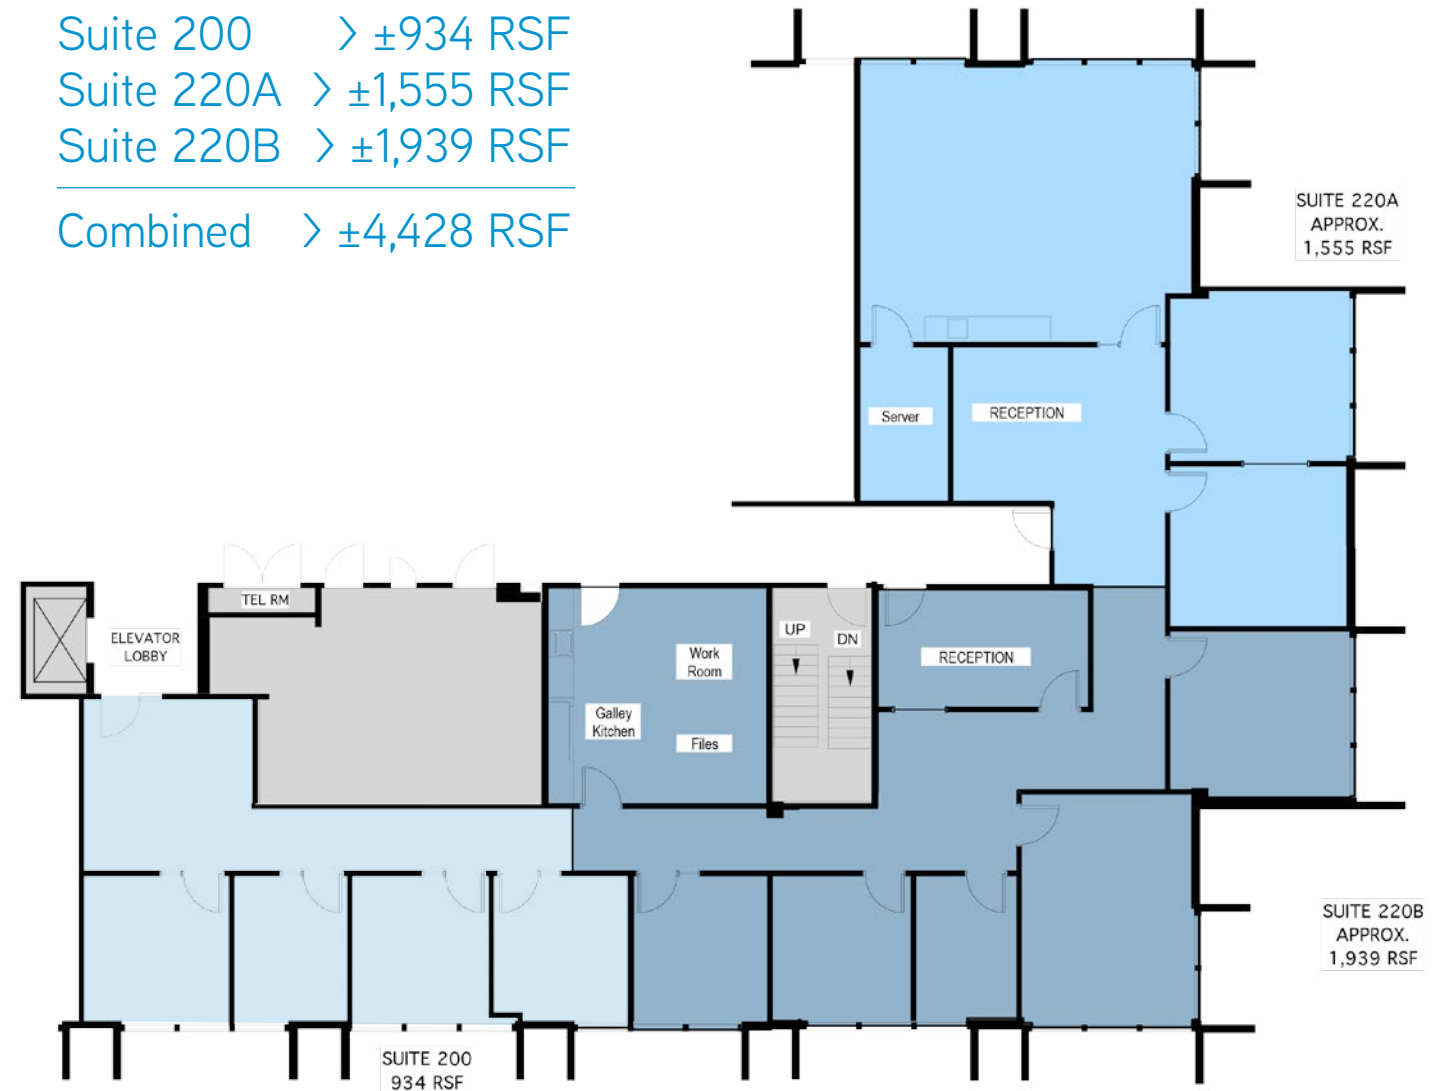 Suite 200 > ±934 RSF
Suite 220A > ±1,555 RSF
Suite 220B > ±1,939 RSF
Combined > ±4,428 RSF
SUITE 220A
APPROX.
1,555 RSF
Server
RECEPTION
TEL RM
ELEVATOR
LOBBY
UP
DN
Work
Room
RECEPTION
Galley
Kitchen
Files
SUITE 220B
APPROX.
1,939 RSF
SUITE 200
934 RSF